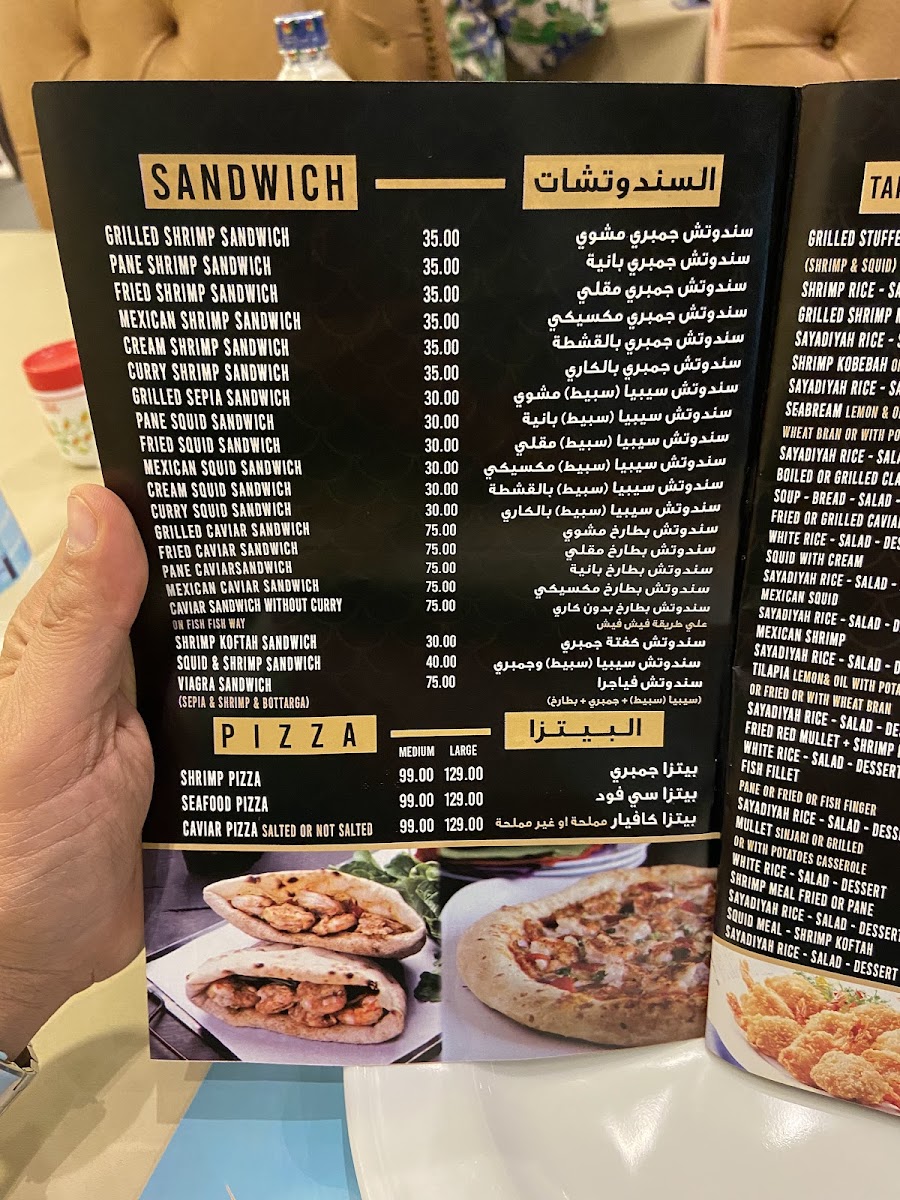 SANDWICH السندوتشات
GRILLED SHRIMP SANDWICH 35.00 سندوتش جمبري مشوي
PANE SHRIMP SANDWICH 35.00 سندوتش جمبري بانية
FRIED SHRIMP SANDWICH 35.00 سندوتش جمبري مقلي
MEXICAN SHRIMP SANDWICH 35.00 سندوتش جمبري مكسيكي
CREAM SHRIMP SANDWICH 35.00 سندوتش جمبري بالقشطة
CURRY SHRIMP SANDWICH 35.00 سندوتش جمبري بالكاري
GRILLED SEPIA SANDWICH 30.00 سندوتش سيبيا (سبيط) مشوي
PANE SQUID SANDWICH 30.00 سندوتش سيبيا (سبيط) بانية
FRIED SQUID SANDWICH 30.00 سندوتش سيبيا (سبيط) مقلي
MEXICAN SQUID SANDWICH 30.00 سندوتش سيبيا (سبيط) مكسيكي
CREAM SQUID SANDWICH 30.00 سندوتش سيبيا (سبيط) بالقشطة
CURRY SQUID SANDWICH 30.00 سندوتش سيبيا (سبيط) بالكاري
GRILLED CAVIAR SANDWICH 75.00 سندوتش بطارخ مشوي
FRIED CAVIAR SANDWICH 75.00 سندوتش بطارخ مقلي
PANE CAVIARSANDWICH 75.00 سندوتش بطارخ بانية
MEXICAN CAVIAR SANDWICH 75.00 سندوتش بطارخ مكسيكي
CAVIAR SANDWICH WITHOUT CURRY 75.00 سندوتش بطارخ بدون كاري
ON FISH FISH WAY علي طريقة فيش فيش
SHRIMP KOFTAH SANDWICH 30.00 سندوتش كفتة جمبري
SQUID & SHRIMP SANDWICH 40.00 سندوتش سيبيا (سبيط) وجمبري
VIAGRA SANDWICH 75.00 سندوتش فياجرا
(SEPIA & SHRIMP & BOTTARGA) (سيبيا (سبيط) + جمبري + بطارخ)
PIZZA البيتزا
MEDIUM LARGE
SHRIMP PIZZA 99.00 129.00 بيتزا جمبري
SEAFOOD PIZZA 99.00 129.00 بيتزا سي فود
CAVIAR PIZZA SALTED OR NOT SALTED 99.00 129.00 بيتزا كافيار مملحة او غير مملحة
GRILLED
(SHRIMP & SQUID)
SHRIMP RICE -
GRILLED SHRIMP
SAYADIYAH RICE -
SHRIMP KOBEBAH
SAYADIYAH RICE -
SEABREAM LEMON &
WHEAT BRAN OR WITH
SAYADIYAH RICE -
BOILED OR GRILLED
SOUP - BREAD - SALAD -
FRIED OR GRILLED CAVIAR
WHITE RICE - SALAD -
SQUID WITH CREAM
SAYADIYAH RICE - SALAD -
MEXICAN SQUID
SAYADIYAH RICE - SALAD -
MEXICAN SHRIMP
SAYADIYAH RICE - SALAD -
TILAPIA LEMON& OIL WITH
OR FRIED OR WITH WHEAT BRAN
SAYADIYAH RICE - SALAD -
FRIED RED MULLET + SHRIMP
WHITE RICE - SALAD - DESSERT
FISH FILLET
PANE OR FRIED OR FISH FINGER
SAYADIYAH RICE - SALAD -
MULLET SINJARI OR GRILLED
OR WITH POTATOES CASSEROLE
WHITE RICE - SALAD - DESSERT
SHRIMP MEAL FRIED OR PANE
SAYADIYAH RICE - SALAD - DESSERT
SQUID MEAL - SHRIMP KOFTAH
SAYADIYAH RICE - SALAD - DESSERT